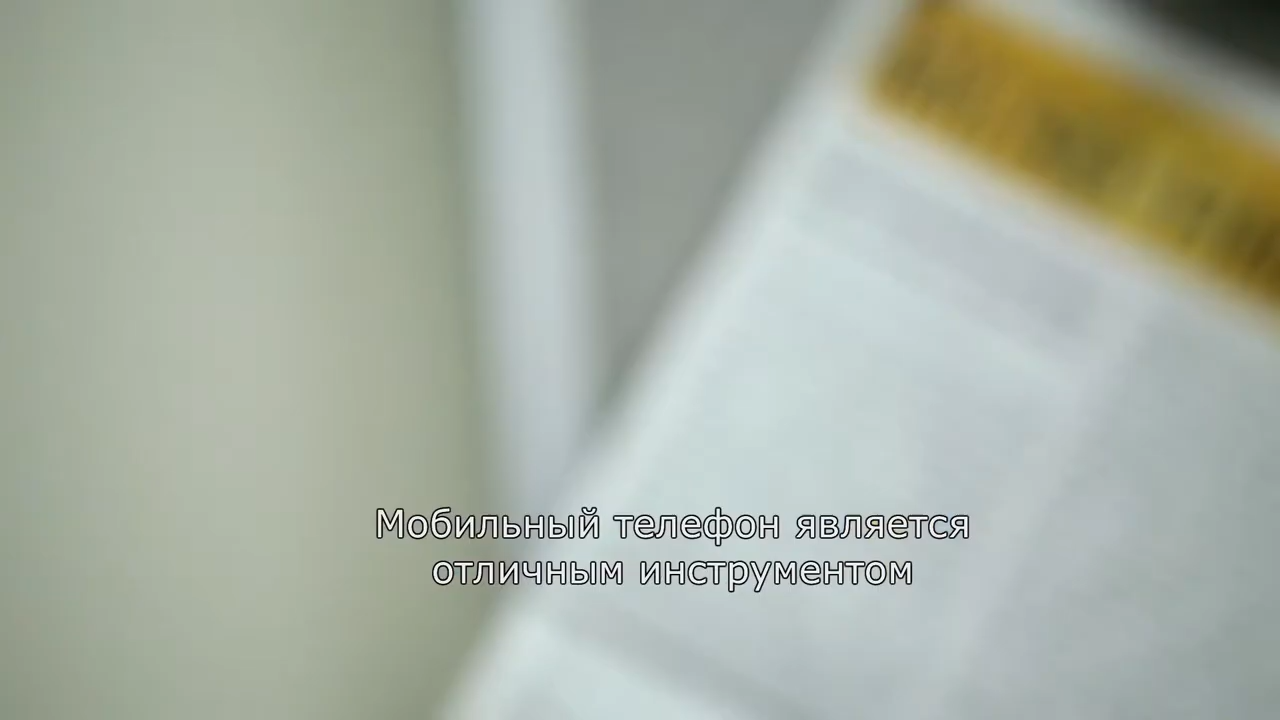 Мобильный телефон является
отличным инструментом